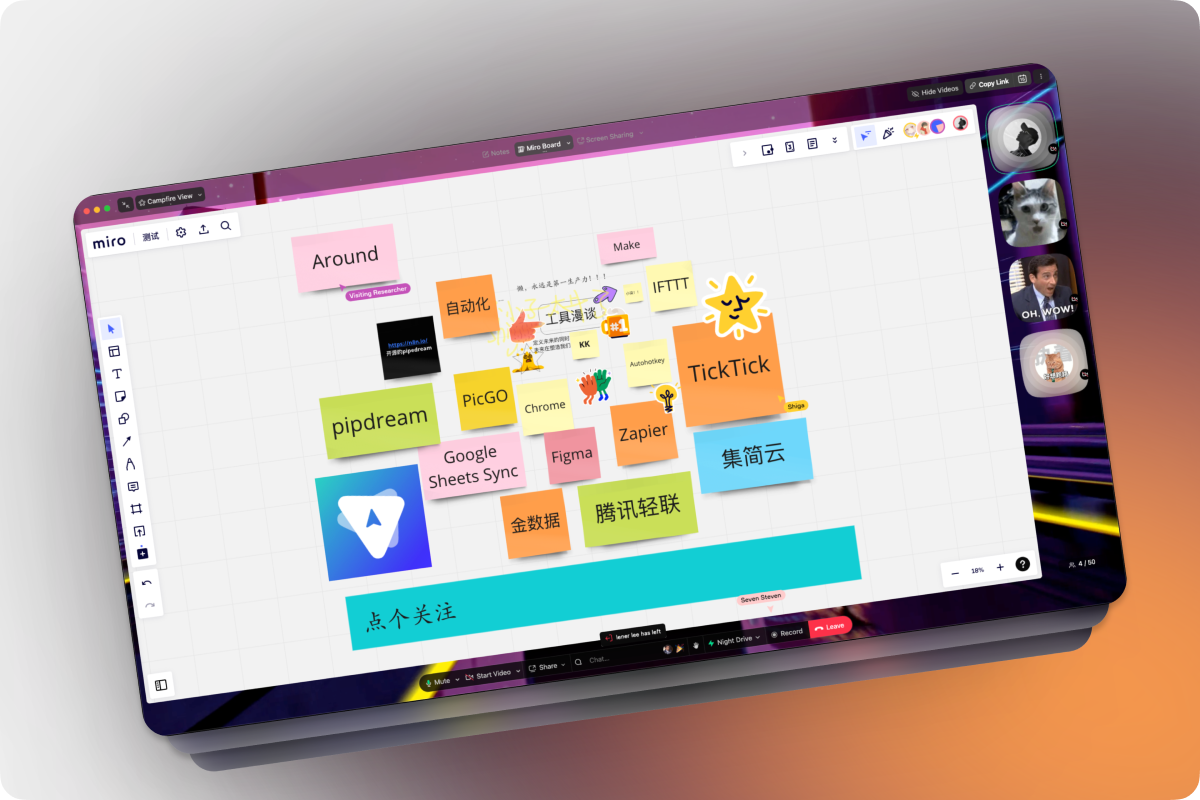 Hide Videos
Copy Link
Notes
Miro Board
Screen Sharing
Campfire View
miro
测试
Around
Visiting Researcher
Make
自动化
懒，永远是第一生产力！！！
IFTTT
工具漫谈
#1
https://n8n.io/
开源的pipedream
KK
Autohotkey
TickTick
Shiga
OH, WOW!
pipdream
PicGO
Chrome
Zapier
Google
Sheets Sync
Figma
集简云
金数据
腾讯轻联
点个关注
18%
?
4 / 50
Seven Steven
lener lee has left
Mute
Start Video
Share
Chat...
Night Drive
Record
Leave